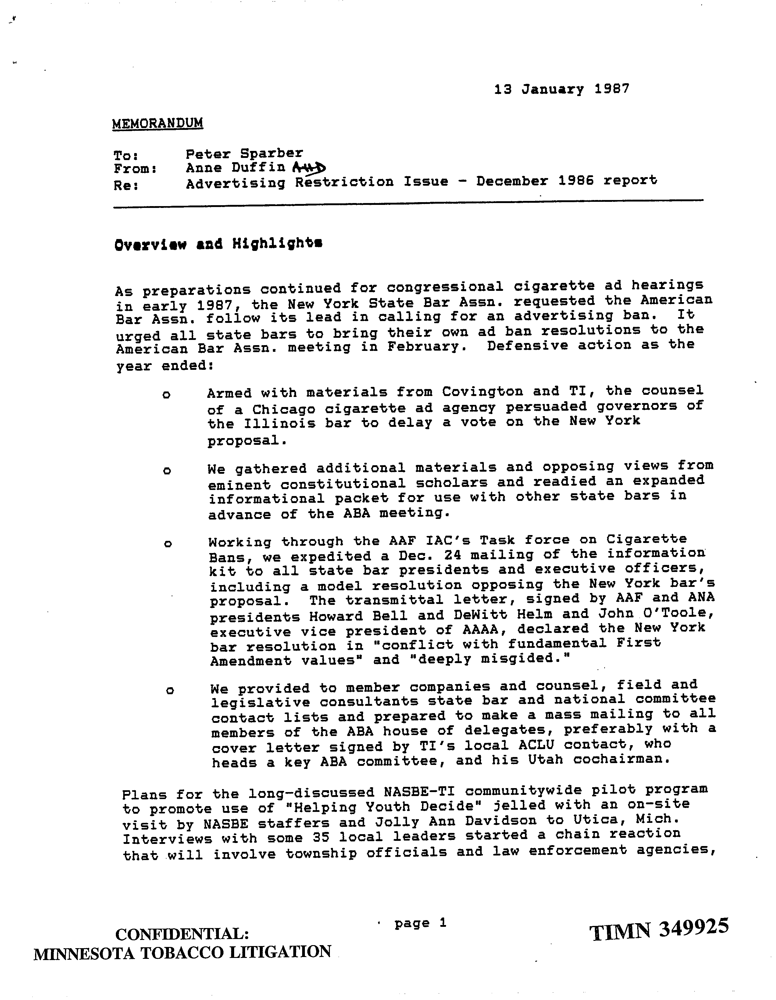 13 January 1987
MEMORANDUM
To: Peter Sparber
From: Anne Duffin
Re: Advertising Restriction Issue - December 1986 report
Overview and Highlights
As preparations continued for congressional cigarette ad hearings
in early 1987, the New York State Bar Assn. requested the American
Bar Assn. follow its lead in calling for an advertising ban. It
urged all state bars to bring their own ad ban resolutions to the
American Bar Assn. meeting in February. Defensive action as the
year ended:
o Armed with materials from Covington and TI, the counsel
of a Chicago cigarette ad agency persuaded governors of
the Illinois bar to delay a vote on the New York
proposal.
o We gathered additional materials and opposing views from
eminent constitutional scholars and readied an expanded
informational packet for use with other state bars in
advance of the ABA meeting.
o Working through the AAF IAC's Task force on Cigarette
Bans, we expedited a Dec. 24 mailing of the information
kit to all state bar presidents and executive officers,
including a model resolution opposing the New York bar's
proposal. The transmittal letter, signed by AAF and ANA
presidents Howard Bell and DeWitt Helm and John O'Toole,
executive vice president of AAAA, declared the New York
bar resolution in "conflict with fundamental First
Amendment values" and "deeply misgided."
o We provided to member companies and counsel, field and
legislative consultants state bar and national committee
contact lists and prepared to make a mass mailing to all
members of the ABA house of delegates, preferably with a
cover letter signed by TI's local ACLU contact, who
heads a key ABA committee, and his Utah cochairman.
Plans for the long-discussed NASBE-TI communitywide pilot program
to promote use of "Helping Youth Decide" jelled with an on-site
visit by NASBE staffers and Jolly Ann Davidson to Utica, Mich.
Interviews with some 35 local leaders started a chain reaction
that will involve township officials and law enforcement agencies,
page 1
CONFIDENTIAL:
MINNESOTA TOBACCO LITIGATION
TIMN 349925